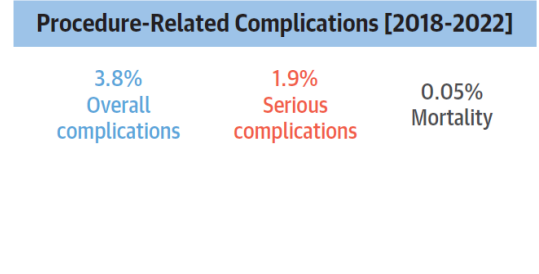 Procedure-Related Complications [2018-2022]
3.8%
Overall
complications
1.9%
Serious
complications
0.05%
Mortality